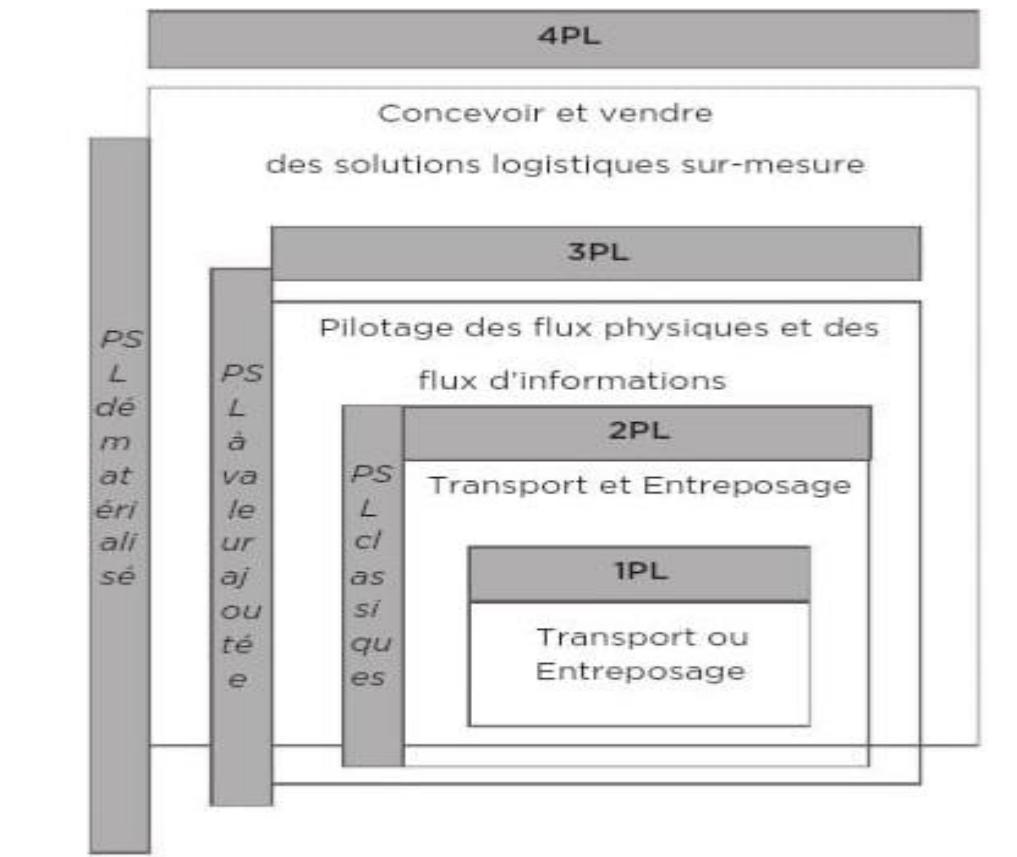 4PL
Concevoir et vendre
des solutions logistiques sur-mesure
3PL
Pilotage des flux physiques et des
flux d'informations
2PL
Transport et Entreposage
1PL
Transport ou
Entreposage
PS
L
dé
m
at
éri
ali
sé
PS
L
à
va
le
ur
aj
ou
té
e
PS
L
cl
as
si
qu
es